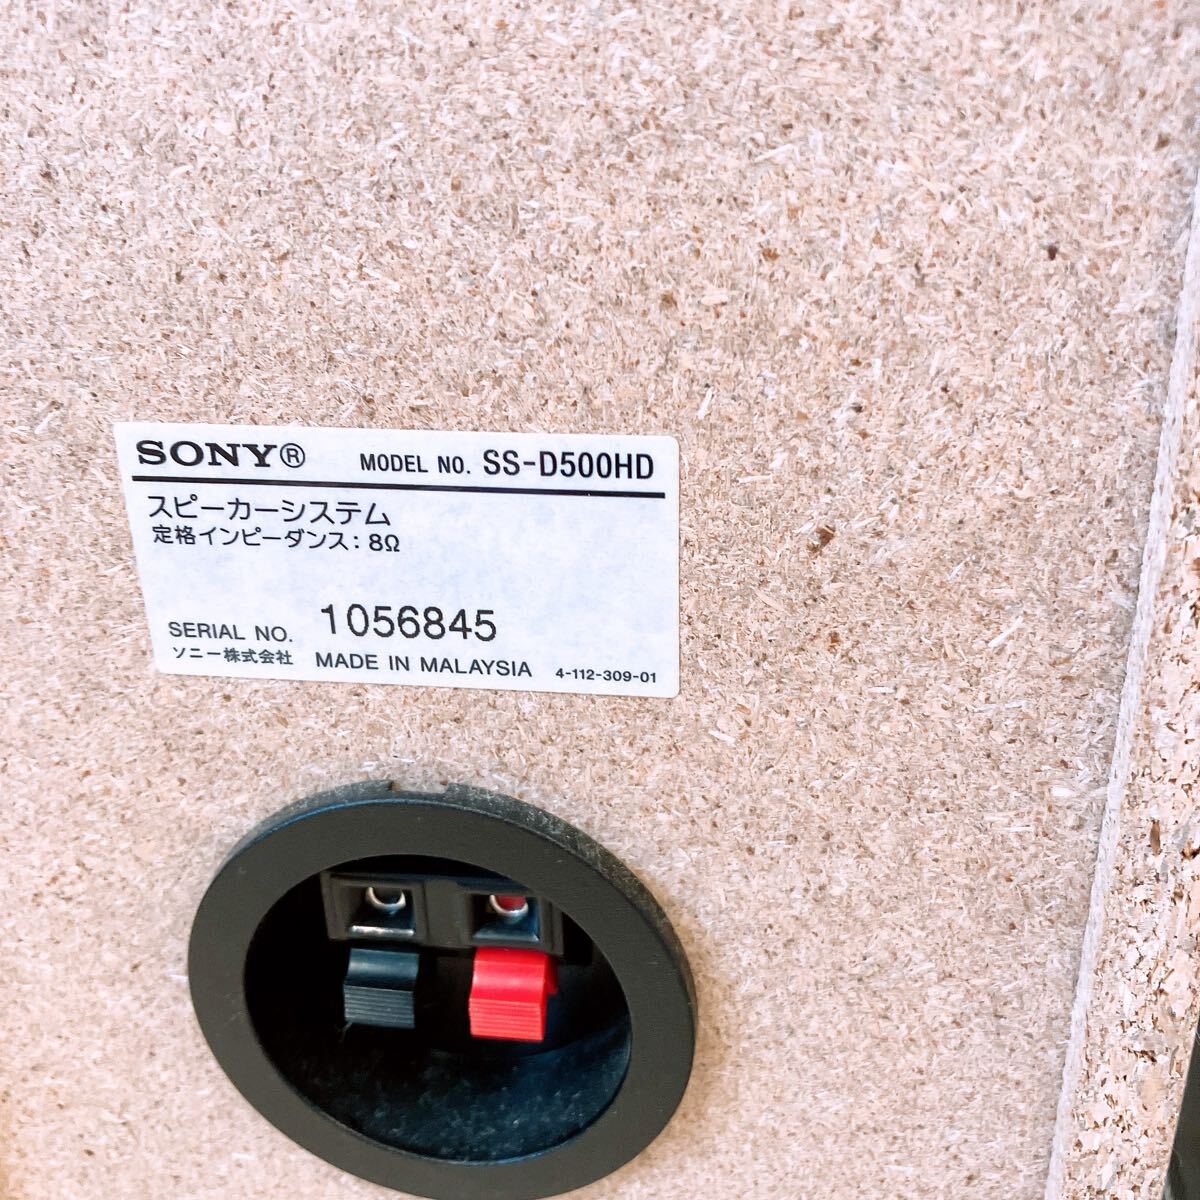 SONY® MODEL NO. SS-D500HD
スピーカーシステム
定格インピーダンス: 8Ω
SERIAL NO. 1056845
ソニー株式会社 MADE IN MALAYSIA 4-112-309-01